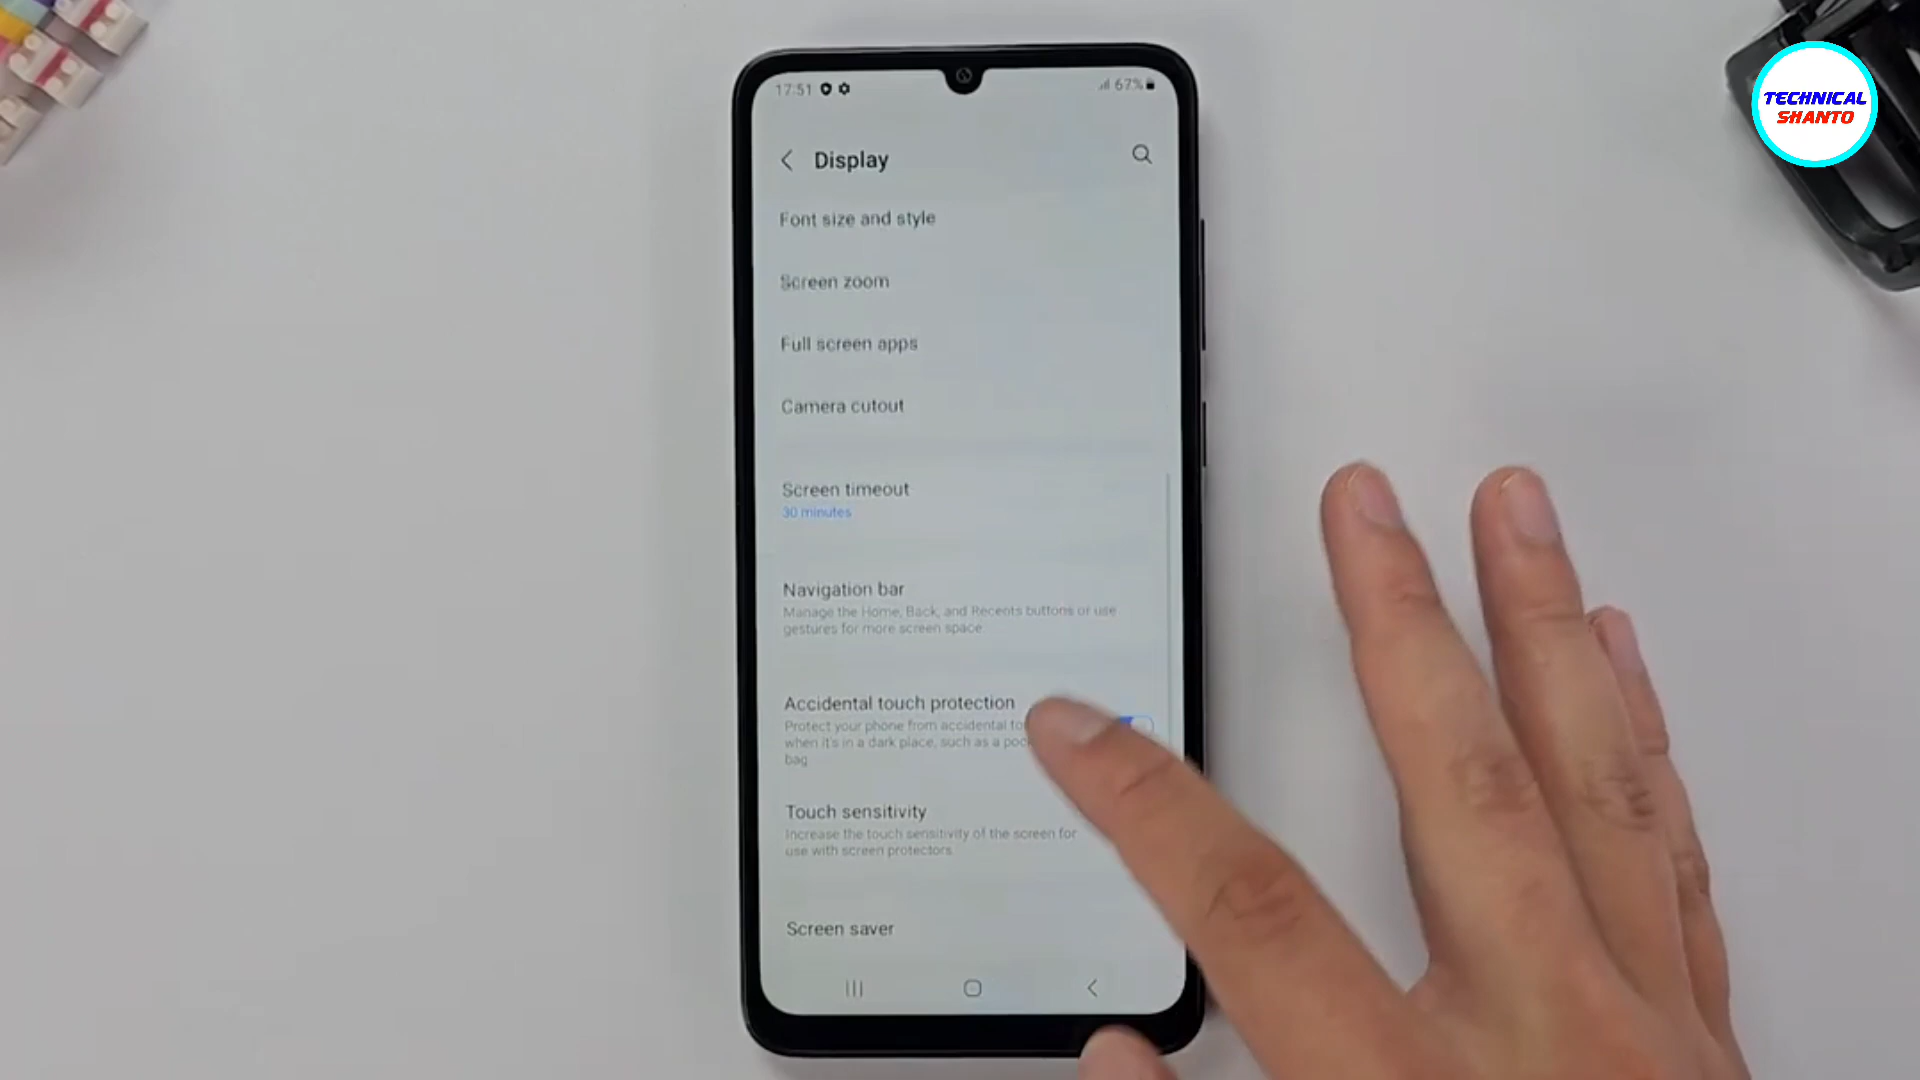 TECHNICAL
SHANTO
17:51
67%
Display
Font size and style
Screen zoom
Full screen apps
Camera cutout
Screen timeout
30 minutes
Navigation bar
Manage the Home, Back, and Recents buttons or use
gestures for more screen space
Accidental touch protection
Protect your phone from accidental
when it's in a dark place, such as a
bag
Touch sensitivity
Increase the touch sensitivity of the screen for
use with screen protectors.
Screen saver